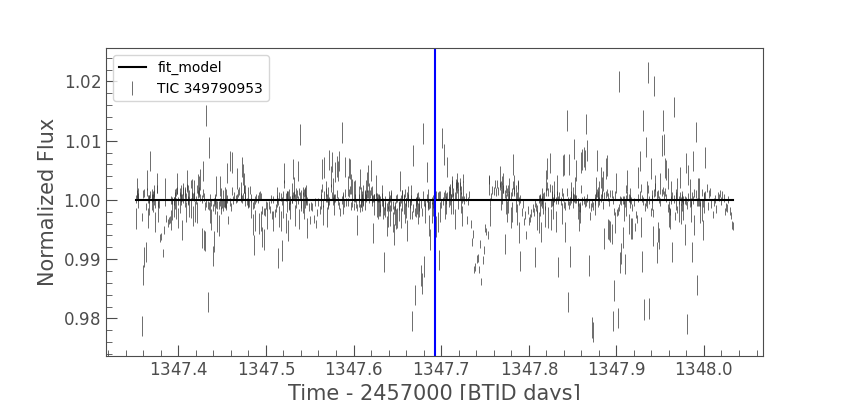 fit_model
TIC 349790953
Normalized Flux
1.02
1.01
1.00
0.99
0.98
1347.4 1347.5 1347.6 1347.7 1347.8 1347.9 1348.0
Time - 2457000 [BTJD days]